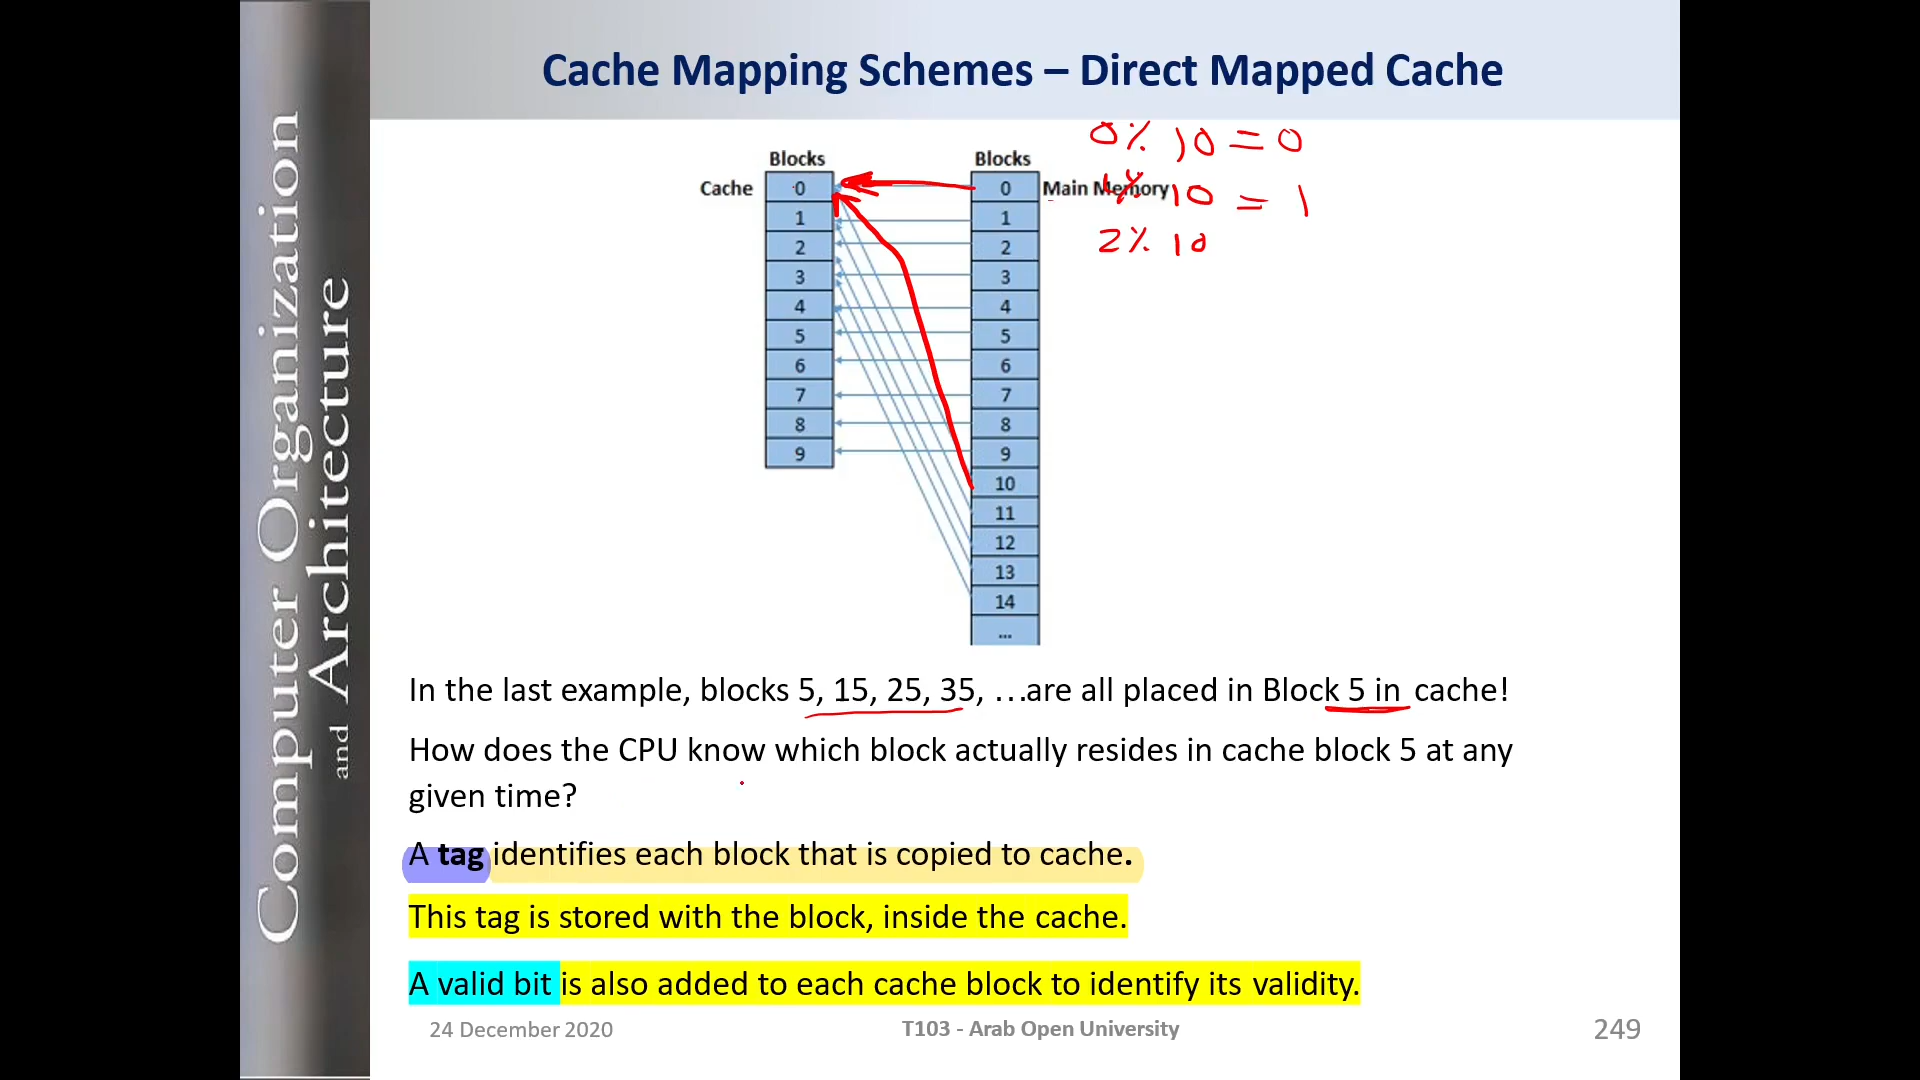 Computer Organization
and Architecture
Cache Mapping Schemes – Direct Mapped Cache
0 % 10 = 0
Blocks Blocks
Cache 0 0 Main Memory
1 % 10 = 1
1 1
2 % 10
2 2
3 3
4 4
5 5
6 6
7 7
8 8
9 9
10
11
12
13
14
...
In the last example, blocks 5, 15, 25, 35, …are all placed in Block 5 in cache!
How does the CPU know which block actually resides in cache block 5 at any
given time?
A tag identifies each block that is copied to cache.
This tag is stored with the block, inside the cache.
A valid bit is also added to each cache block to identify its validity.
24 December 2020 T103 - Arab Open University 249